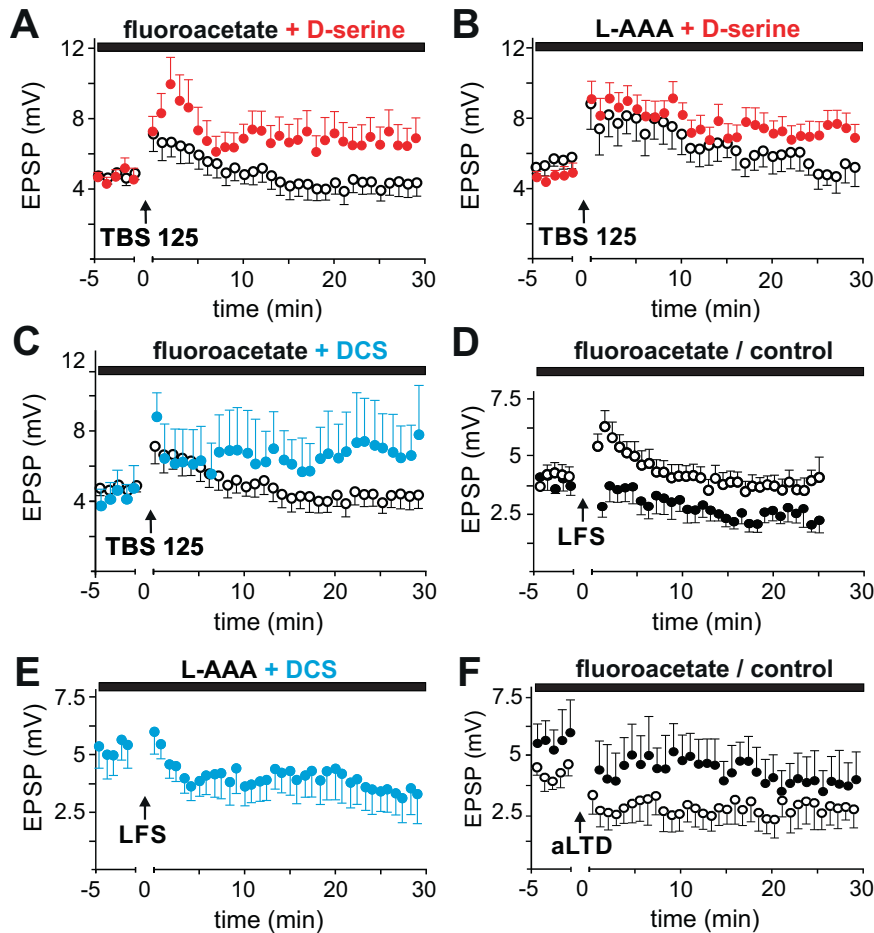 A
fluoroacetate + D-serine
12
8
4
EPSP (mV)
TBS 125
-5 0 10 20 30
time (min)
B
L-AAA + D-serine
12
8
4
EPSP (mV)
TBS 125
-5 0 10 20 30
time (min)
C
fluoroacetate + DCS
12
8
4
EPSP (mV)
TBS 125
-5 0 10 20 30
time (min)
D
fluoroacetate / control
7.5
5
2.5
EPSP (mV)
LFS
-5 0 10 20 30
time (min)
E
L-AAA + DCS
7.5
5
2.5
EPSP (mV)
LFS
-5 0 10 20 30
time (min)
F
fluoroacetate / control
7.5
5
2.5
EPSP (mV)
aLTD
-5 0 10 20 30
time (min)